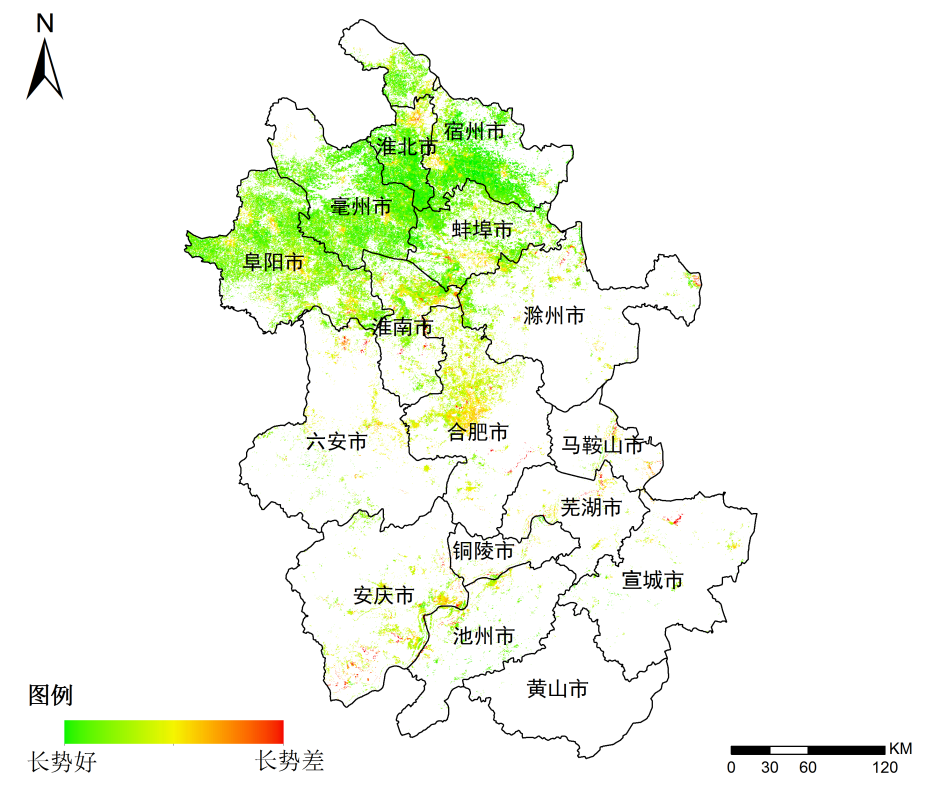 N
宿州市
淮北市
亳州市
蚌埠市
阜阳市
滁州市
淮南市
合肥市
六安市
马鞍山市
芜湖市
铜陵市
宣城市
安庆市
池州市
黄山市
图例
长势好
长势差
KM
0 30 60 120